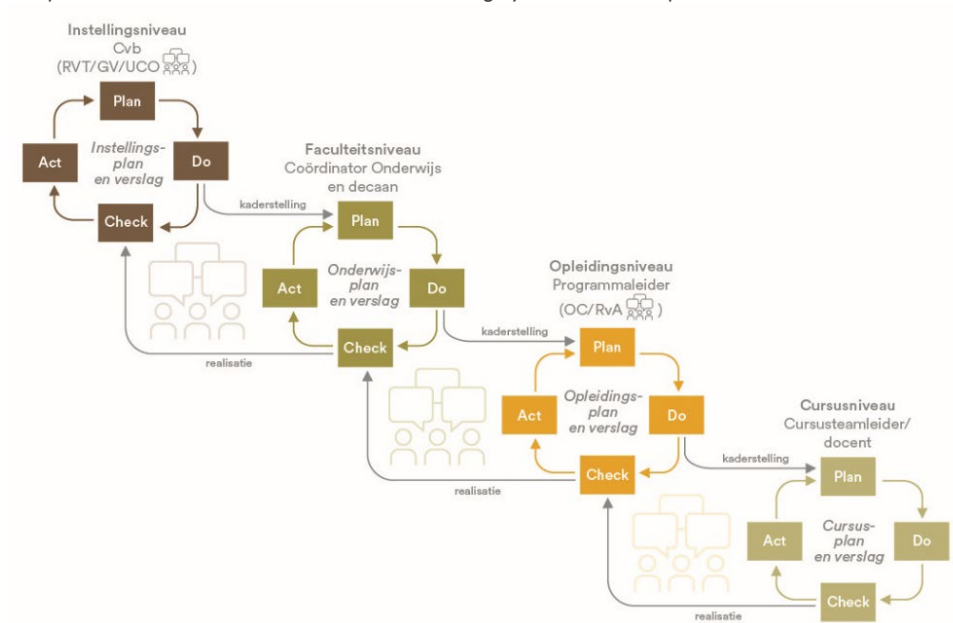 Instellingsniveau
Cvb
(RVT/GV/UCO )
Plan
Act
Instellings-
plan
en verslag
Do
Check
kaderstelling
realisatie
Faculteitsniveau
Coördinator Onderwijs
en decaan
Plan
Act
Onderwijs-
plan
en verslag
Do
Check
kaderstelling
realisatie
Opleidingsniveau
Programmaleider
(OC/RvA )
Plan
Act
Opleidings-
plan
en verslag
Do
Check
kaderstelling
realisatie
Cursusniveau
Cursusteamleider/
docent
Plan
Act
Cursus-
plan
en verslag
Do
Check